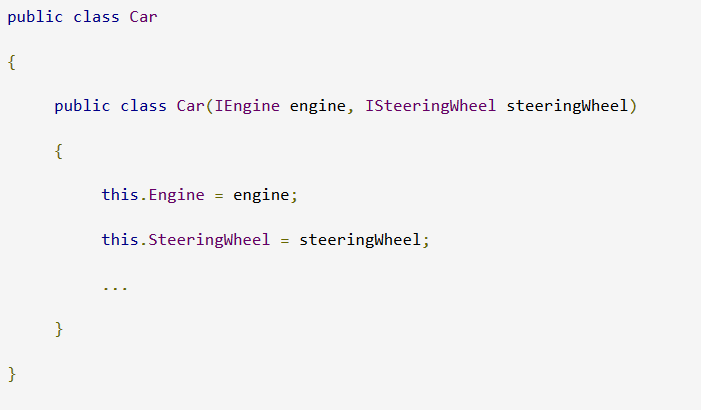 public class Car
{
public class Car(IEngine engine, ISteeringWheel steeringWheel)
{
this.Engine = engine;
this.SteeringWheel = steeringWheel;
...
}
}